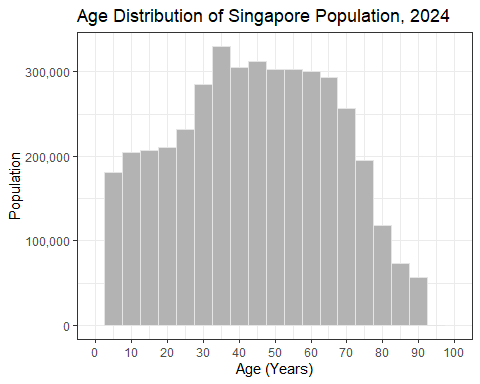 Age Distribution of Singapore Population, 2024
300,000
200,000
100,000
0
Population
0 10 20 30 40 50 60 70 80 90 100
Age (Years)